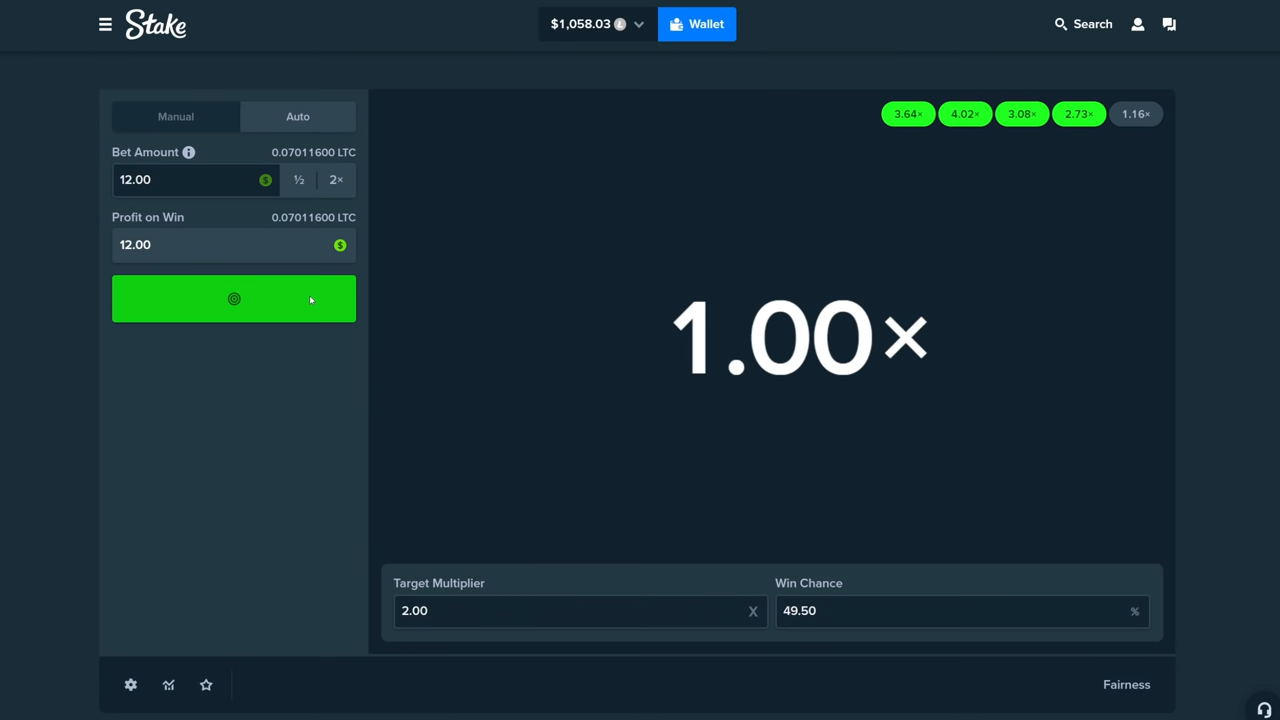 Stake
$1,058.03
Wallet
Search
Manual
Auto
3.64×
4.02×
3.08×
2.73×
1.16×
Bet Amount
0.07011600 LTC
12.00
½
2×
Profit on Win
0.07011600 LTC
12.00
1.00×
Target Multiplier
Win Chance
2.00
X
49.50
%
Fairness